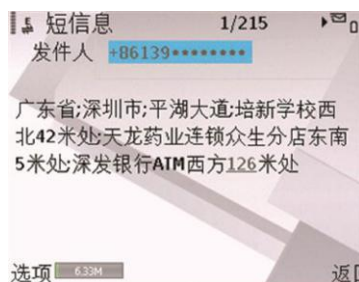 短信息 1/215
发件人 +86139********
广东省;深圳市;平湖大道;培新学校西
北42米处;天龙药业连锁众生分店东南
5米处;深发银行ATM西方126米处
选项 6.33M 返回